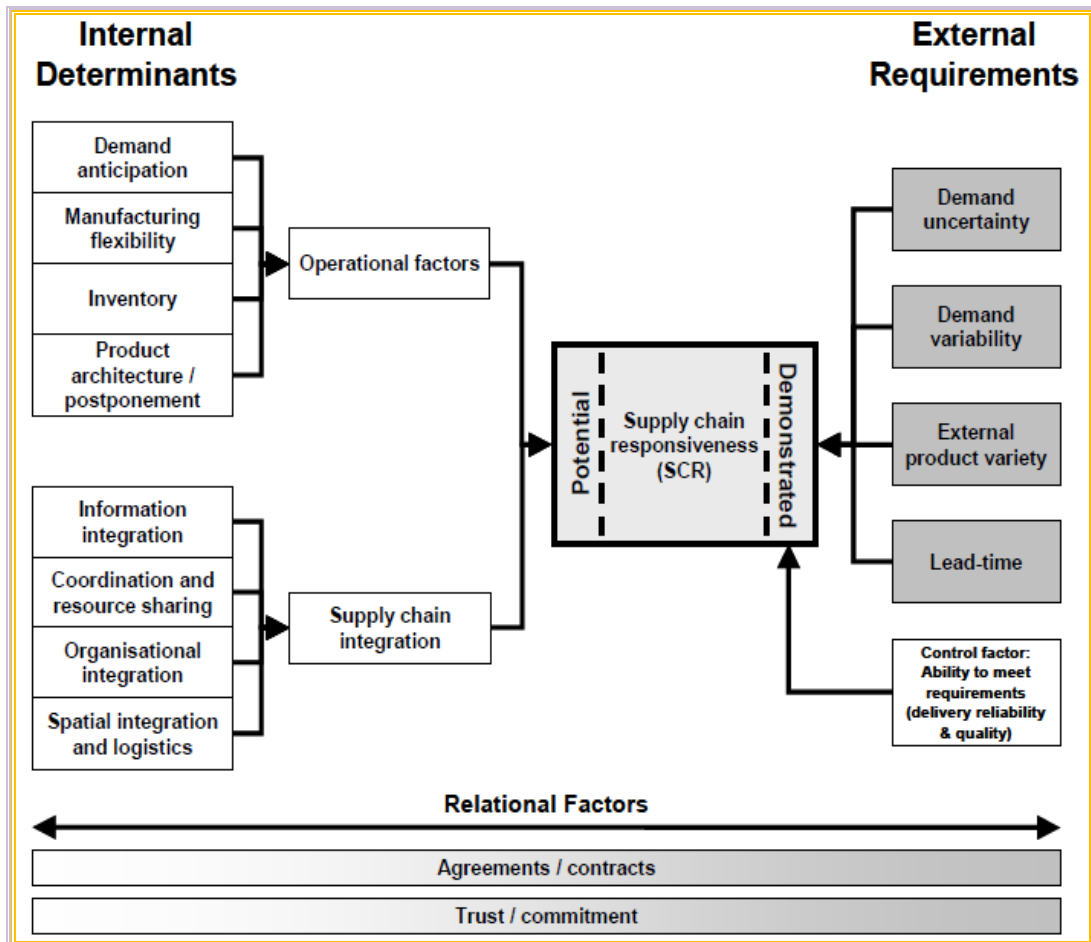 Internal
Determinants
External
Requirements
Demand
anticipation
Manufacturing
flexibility
Inventory
Product
architecture /
postponement
Operational factors
Information
integration
Coordination and
resource sharing
Organisational
integration
Spatial integration
and logistics
Supply chain
integration
Potential
Supply chain
responsiveness
(SCR)
Demonstrated
Demand
uncertainty
Demand
variability
External
product variety
Lead-time
Control factor:
Ability to meet
requirements
(delivery reliability
& quality)
Relational Factors
Agreements / contracts
Trust / commitment